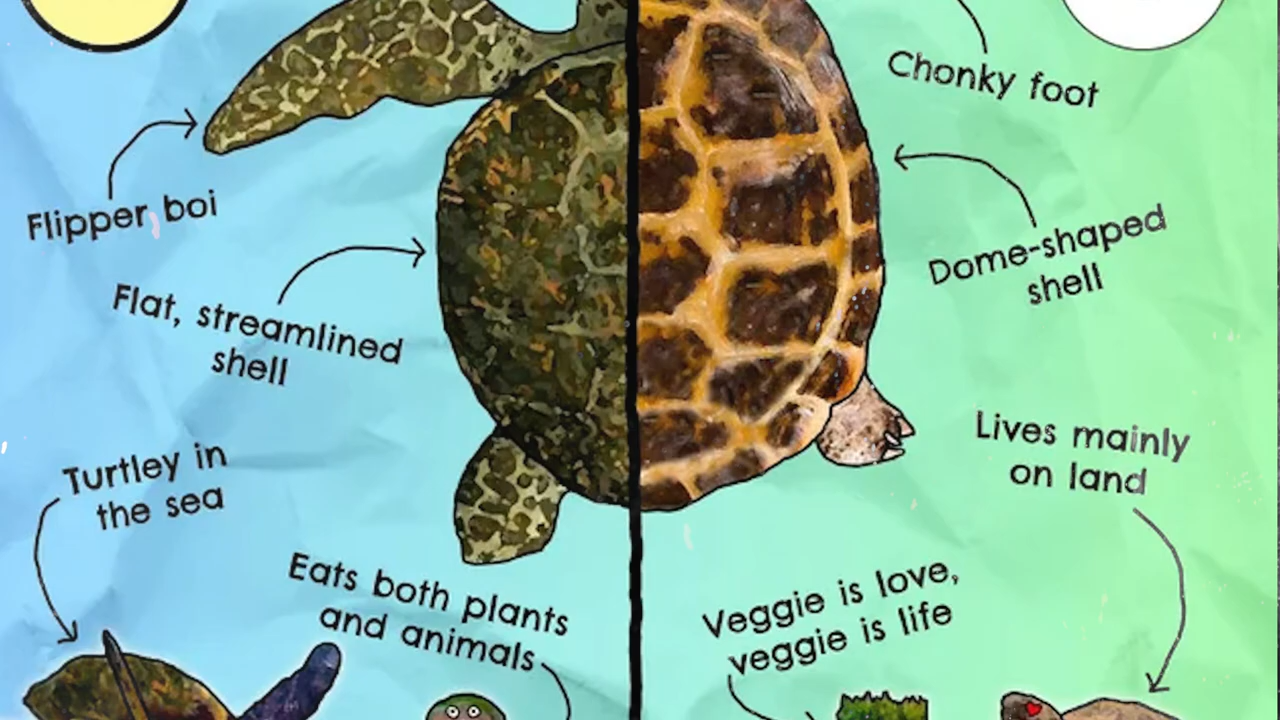 Chonky foot
Flipper boi
Dome-shaped
shell
Flat, streamlined
shell
Turtley in
the sea
Lives mainly
on land
Eats both plants
and animals
Veggie is love,
veggie is life